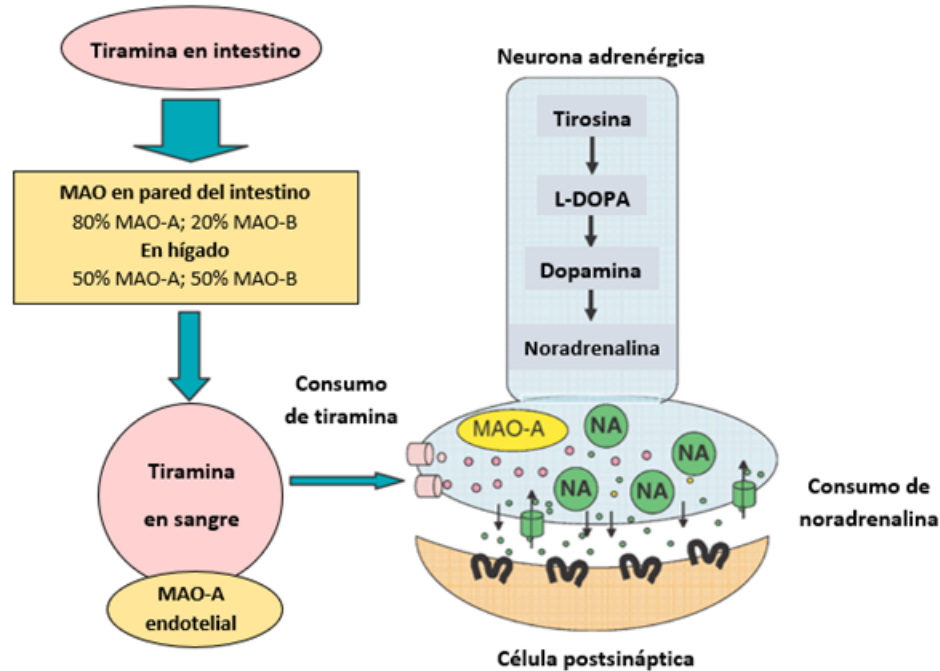 Tiramina en intestino
MAO en pared del intestino
80% MAO-A; 20% MAO-B
En hígado
50% MAO-A; 50% MAO-B
Tiramina
en sangre
MAO-A
endotelial
Consumo
de tiramina
Neurona adrenérgica
Tirosina
L-DOPA
Dopamina
Noradrenalina
MAO-A
NA
NA
NA
NA
Consumo de
noradrenalina
Célula postsináptica